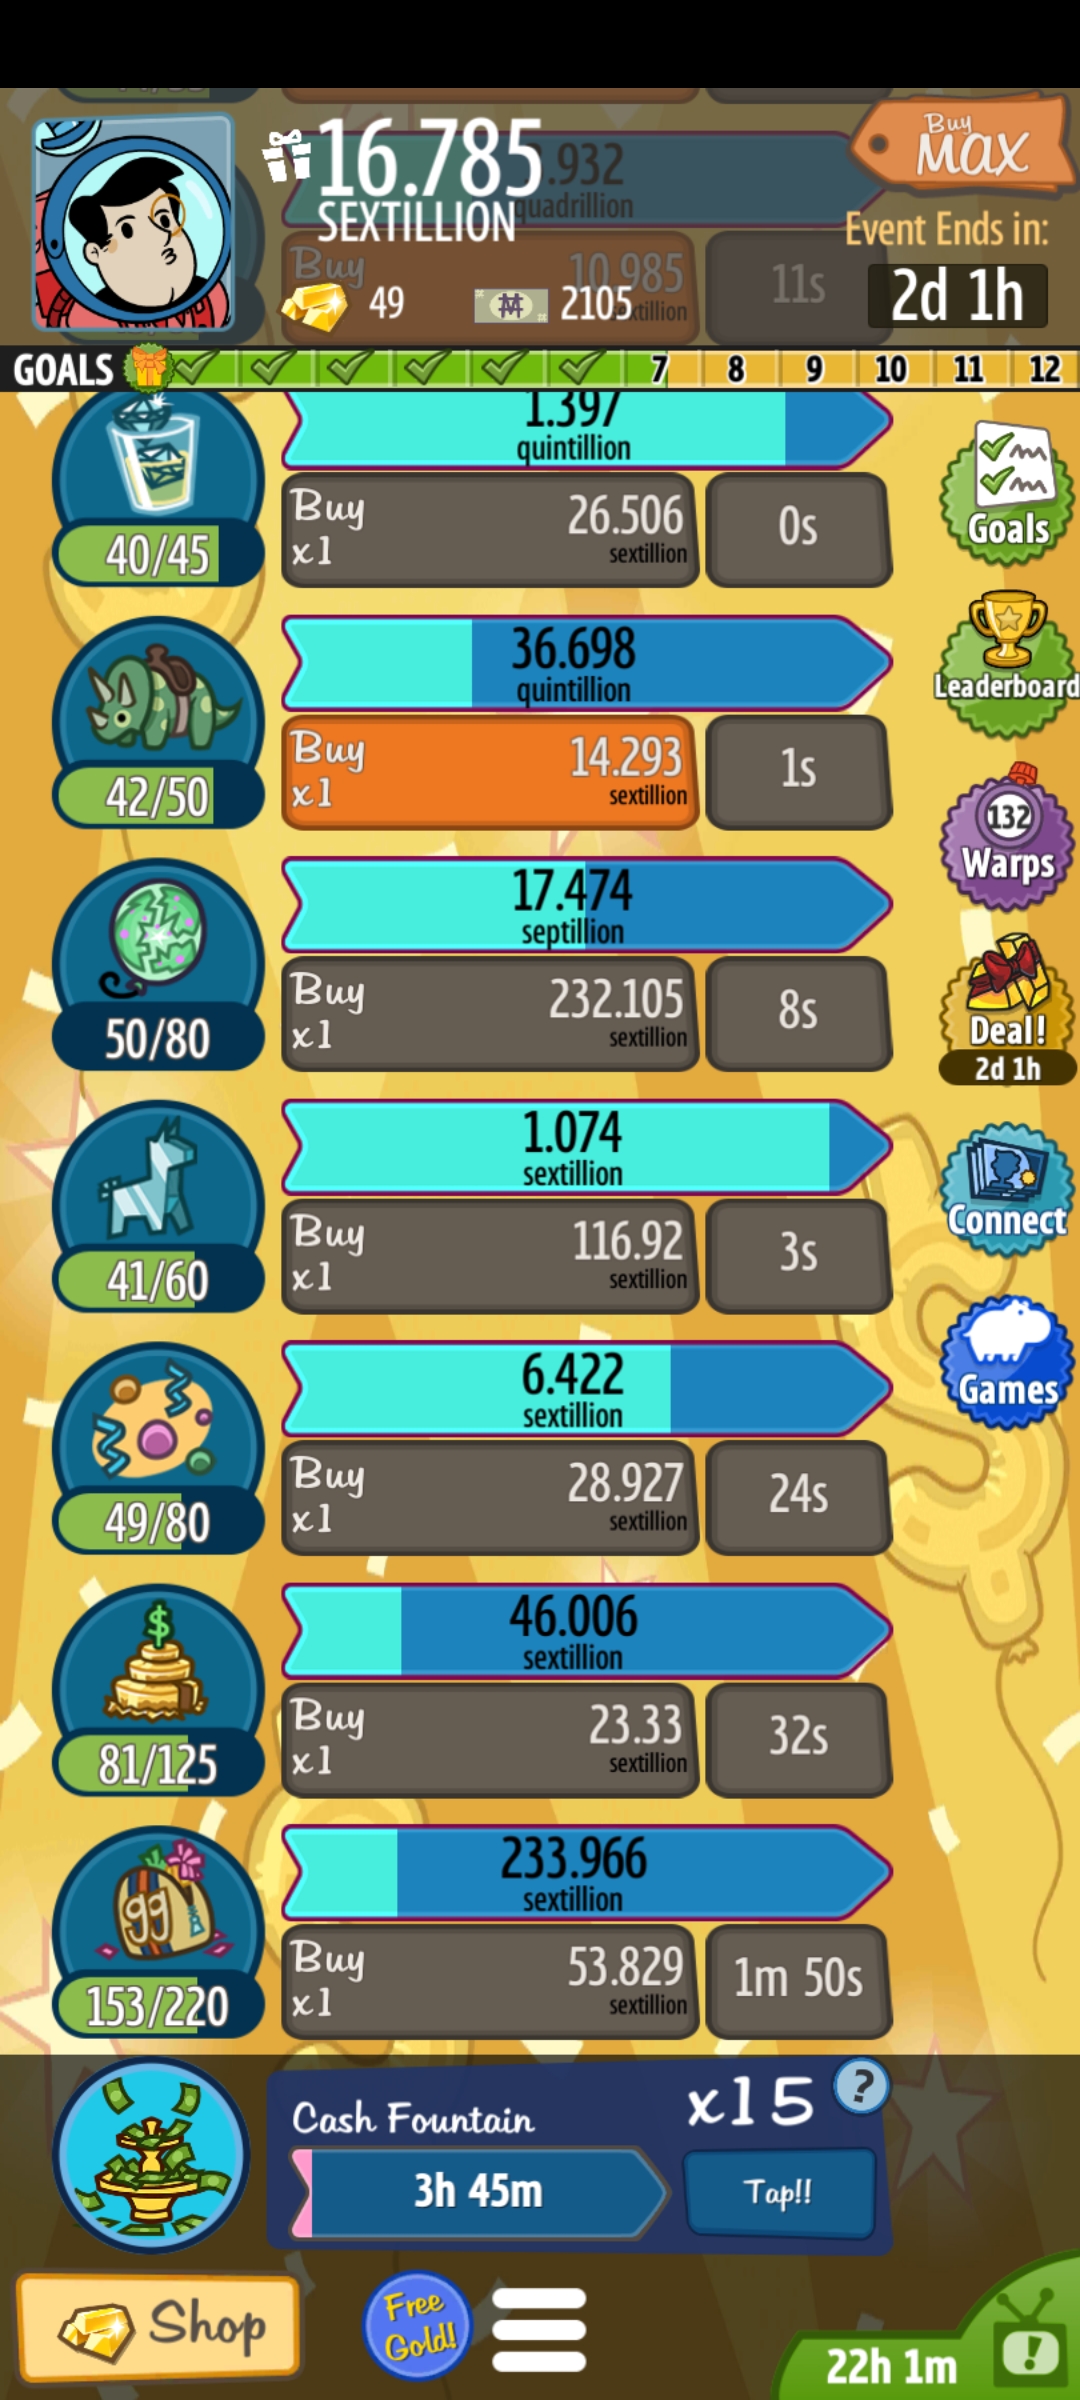 16.785
SEXTILLION
.932
quadrillion
Buy
MAX
Event Ends in:
2d 1h
Buy
10.985
11s
49
2105
GOALS
7
8
9
10
11
12
1.397
quintillion
Buy
x1
26.506
sextillion
0s
40/45
Goals
36.698
quintillion
Buy
x1
14.293
sextillion
1s
42/50
Leaderboard
132
Warps
17.474
septillion
Buy
x1
232.105
sextillion
8s
50/80
Deal!
2d 1h
1.074
sextillion
Buy
x1
116.92
sextillion
3s
41/60
Connect
6.422
sextillion
Buy
x1
28.927
sextillion
24s
49/80
Games
$
46.006
sextillion
Buy
x1
23.33
sextillion
32s
81/125
gg
233.966
sextillion
Buy
x1
53.829
sextillion
1m 50s
153/220
Cash Fountain
x15
?
3h 45m
Tap!!
Shop
Free
Gold!
22h 1m
!